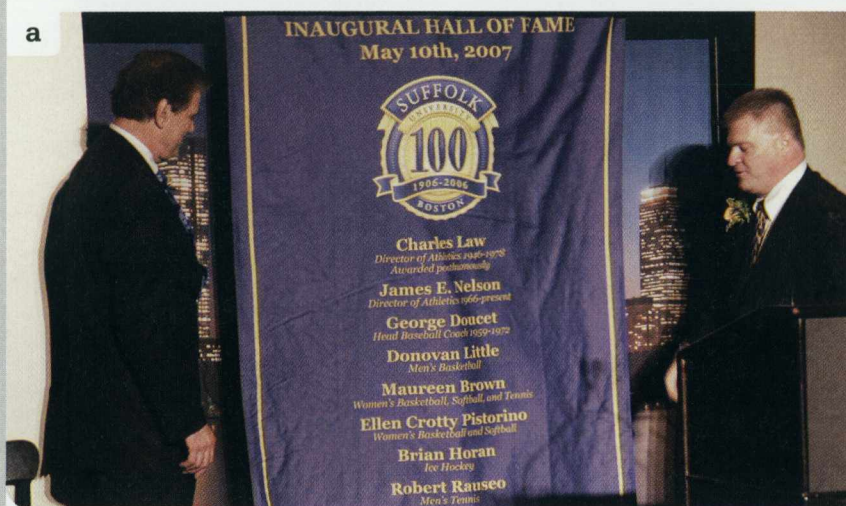 a
INAUGURAL HALL OF FAME
May 10th, 2007
SUFFOLK
UNIVERSITY
100
1906-2006
BOSTON
Charles Law
Director of Athletics 1946-1978
Awarded posthumously
James E. Nelson
Director of Athletics 1966-present
George Doucet
Head Baseball Coach 1959-1972
Donovan Little
Men's Basketball
Maureen Brown
Women's Basketball, Softball, and Tennis
Ellen Crotty Pistorino
Women's Basketball and Softball
Brian Horan
Ice Hockey
Robert Rauseo
Men's Tennis